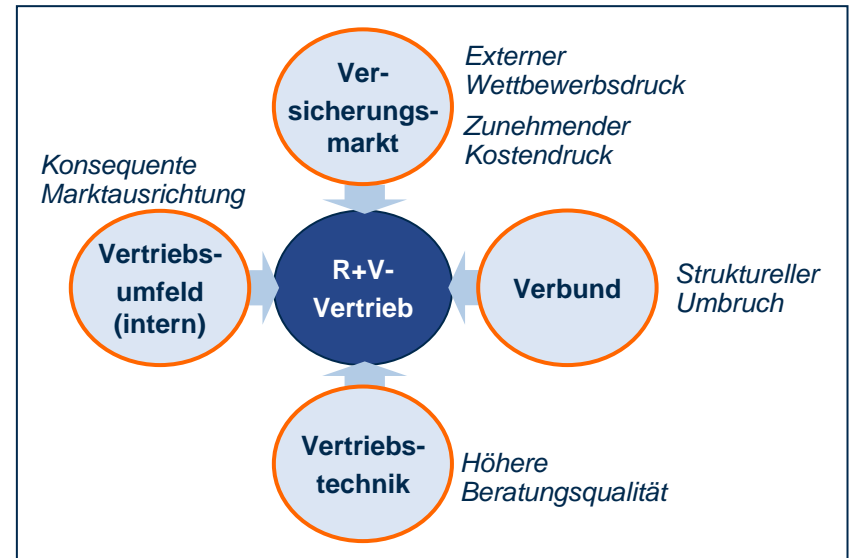 Ver-
sicherungs-
markt
Externer
Wettbewerbsdruck
Zunehmender
Kostendruck
Konsequente
Marktausrichtung
Vertriebs-
umfeld
(intern)
R+V-
Vertrieb
Verbund
Struktureller
Umbruch
Vertriebs-
technik
Höhere
Beratungsqualität